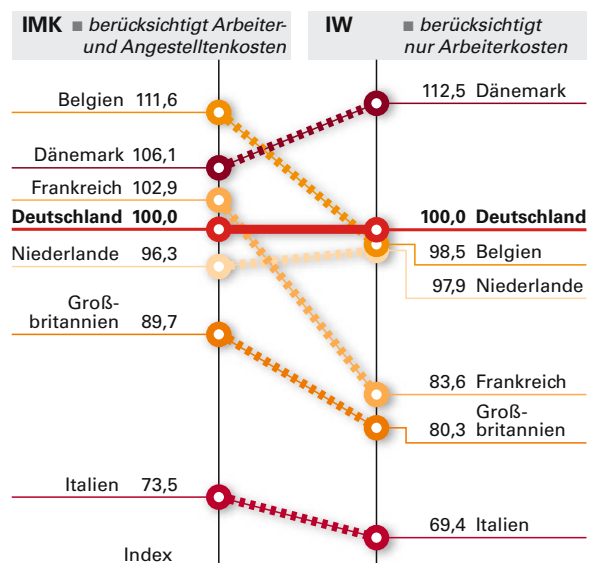 IMK ■ berücksichtigt Arbeiter-
und Angestelltenkosten
IW ■ berücksichtigt
nur Arbeiterkosten
Belgien 111,6
Dänemark 106,1
Frankreich 102,9
Deutschland 100,0
Niederlande 96,3
Groß-
britannien 89,7
Italien 73,5
Index
112,5 Dänemark
100,0 Deutschland
98,5 Belgien
97,9 Niederlande
83,6 Frankreich
Groß-
80,3 britannien
69,4 Italien